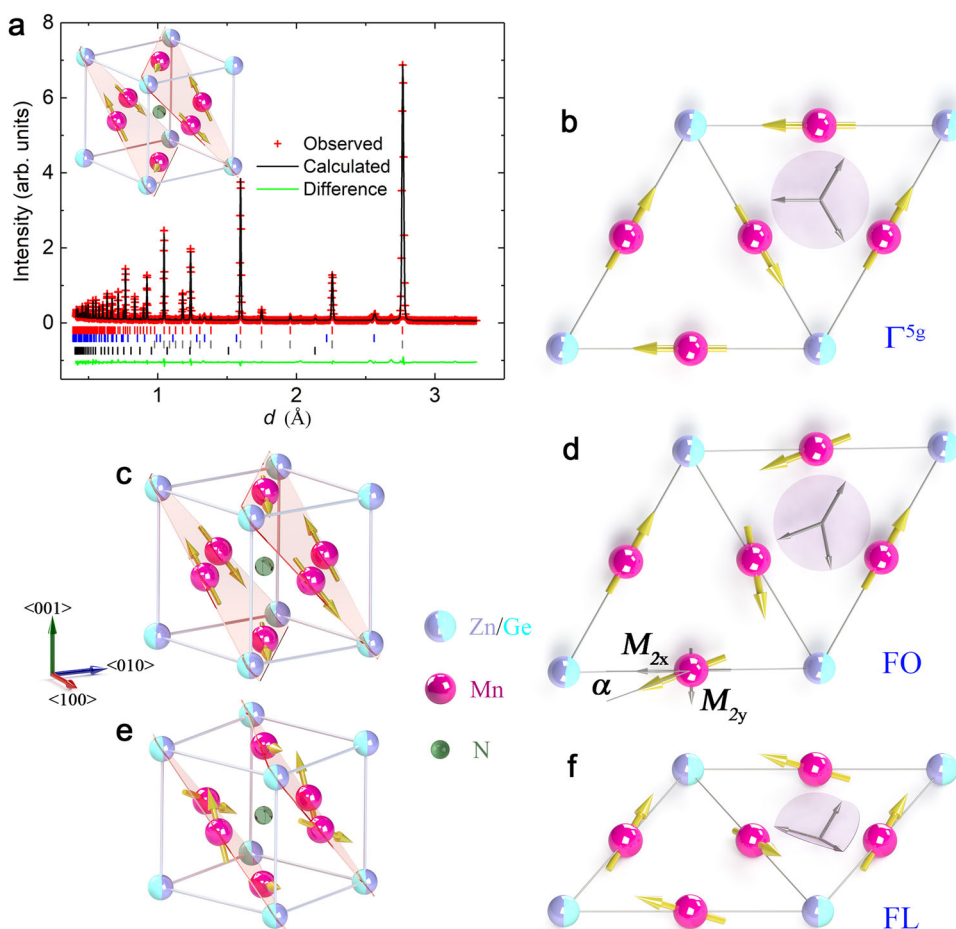 a
8
6
4
2
0
Intensity (arb. units)
Observed
Calculated
Difference
1
2
3
d (Å)
b
Γ5g
c
<001>
<010>
<100>
Zn/Ge
Mn
N
d
M2x
α
M2y
FO
e
f
FL